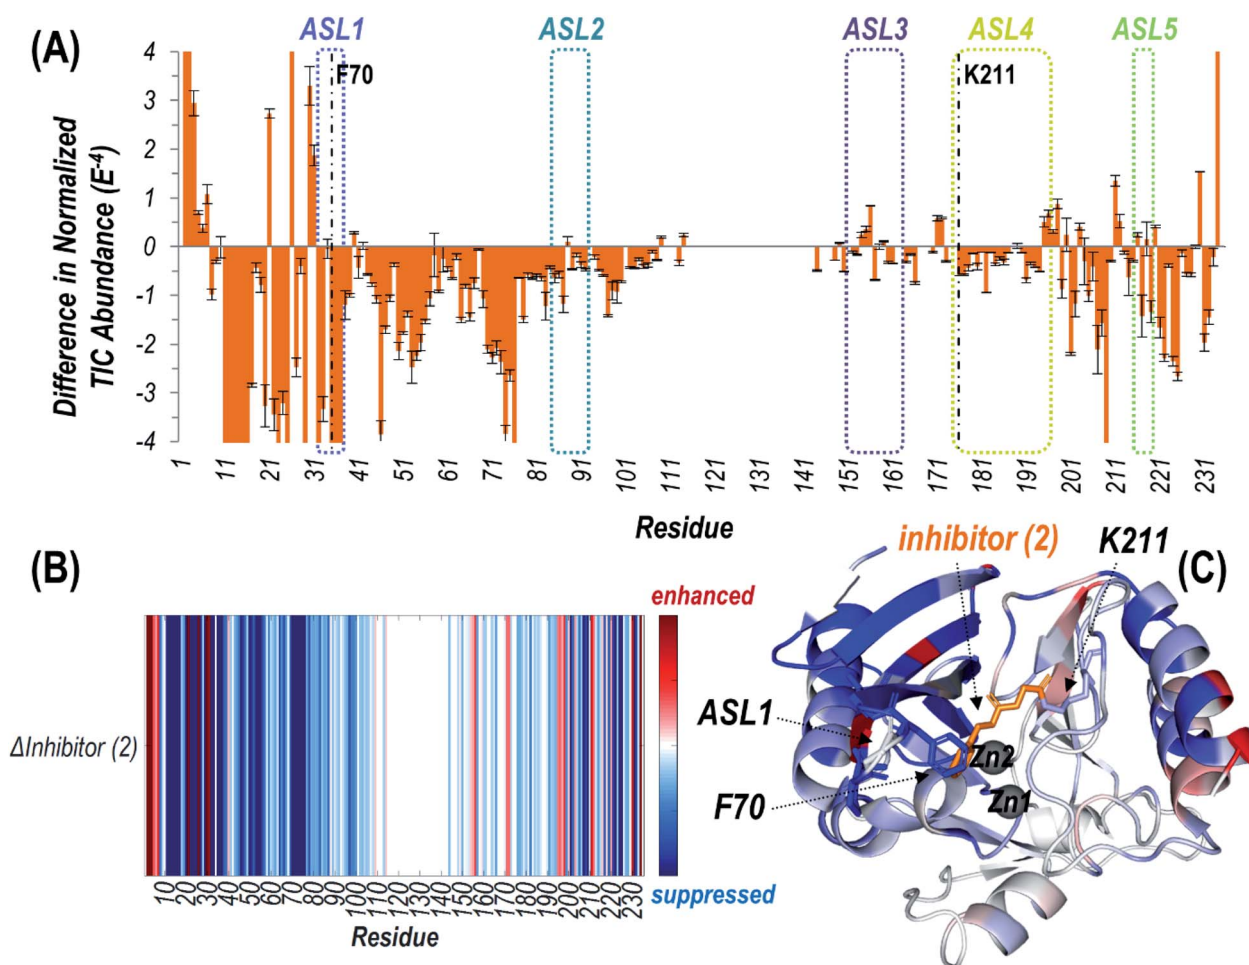 (A)
ASL1
ASL2
ASL3
ASL4
ASL5
F70
K211
Difference in Normalized
TIC Abundance (E-4)
4
3
2
1
0
-1
-2
-3
-4
1
11
21
31
41
51
61
71
81
91
101
111
121
131
141
151
161
171
181
191
201
211
221
231
Residue
(B)
enhanced
suppressed
ΔInhibitor (2)
10
20
30
40
50
60
70
80
90
100
110
120
130
140
150
160
170
180
190
200
210
220
230
Residue
inhibitor (2)
K211
(C)
ASL1
F70
Zn2
Zn1